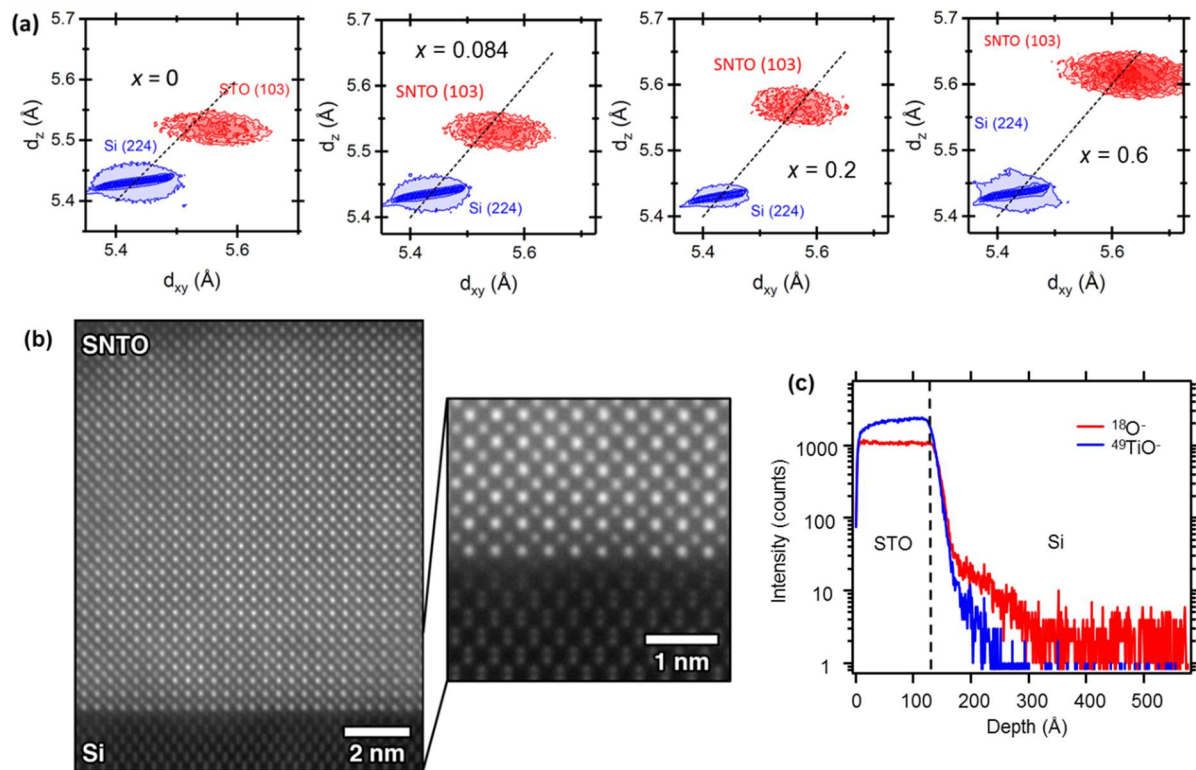 (a)
5.7
5.6
5.5
5.4
d_z (Å)
x = 0
STO (103)
Si (224)
5.4
5.6
d_xy (Å)
5.7
5.6
5.5
5.4
d_z (Å)
x = 0.084
SNTO (103)
Si (224)
5.4
5.6
d_xy (Å)
5.7
5.6
5.5
5.4
d_z (Å)
SNTO (103)
x = 0.2
Si (224)
5.4
5.6
d_xy (Å)
5.7
5.6
5.5
5.4
d_z (Å)
SNTO (103)
Si (224)
x = 0.6
5.4
5.6
d_xy (Å)
(b)
SNTO
Si
2 nm
1 nm
(c)
Intensity (counts)
1000
100
10
1
¹⁸O⁻
⁴⁹TiO⁻
STO
Si
0
100
200
300
400
500
Depth (Å)